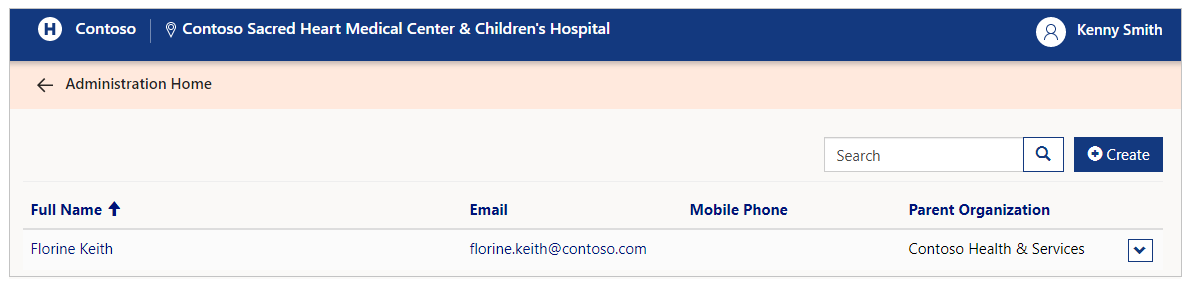 H Contoso Contoso Sacred Heart Medical Center & Children's Hospital Kenny Smith
Administration Home
Search Create
Full Name Email Mobile Phone Parent Organization
Florine Keith florine.keith@contoso.com Contoso Health & Services